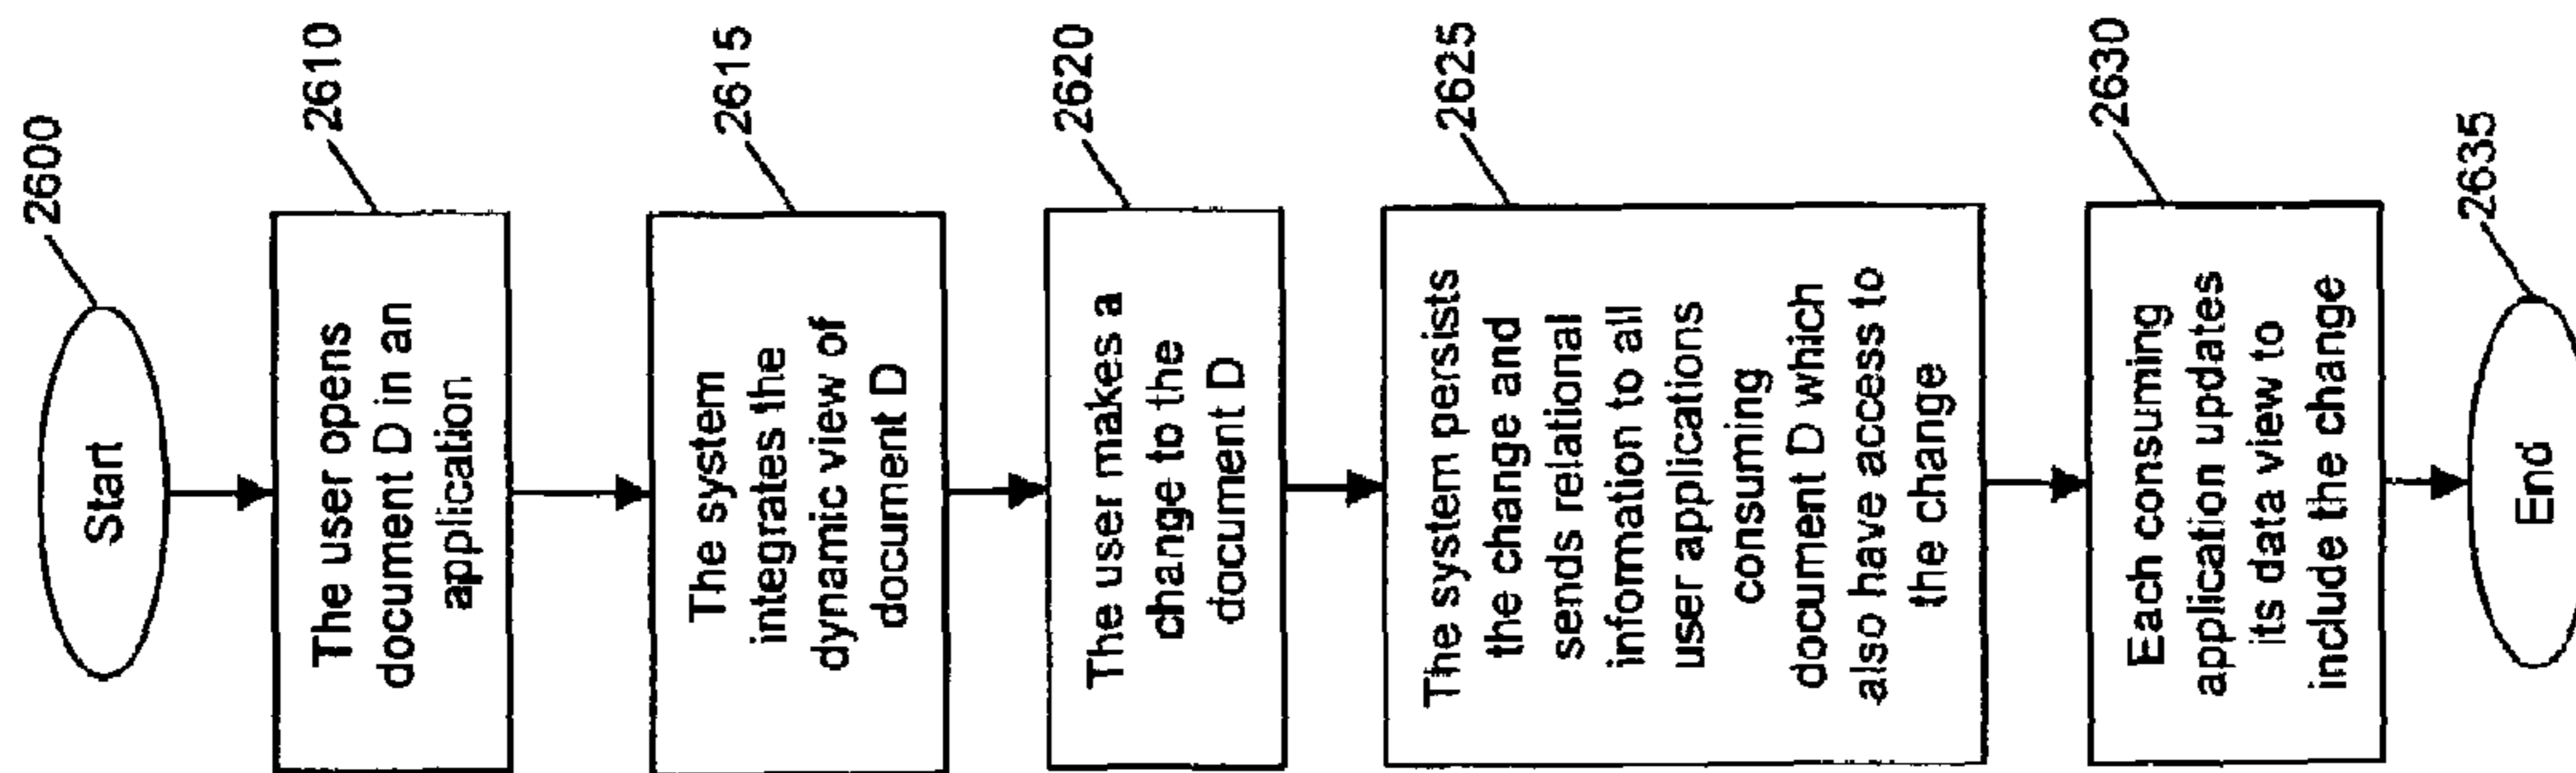 2600
Start
2610
The user opens
document D in an
application
2615
The system
integrates the
dynamic view of
document D
2620
The user makes a
change to the
document D
2625
The system persists
the change and
sends relational
information to all
user applications
consuming
document D which
also have access to
the change
2630
Each consuming
application updates
its data view to
include the change
2635
End